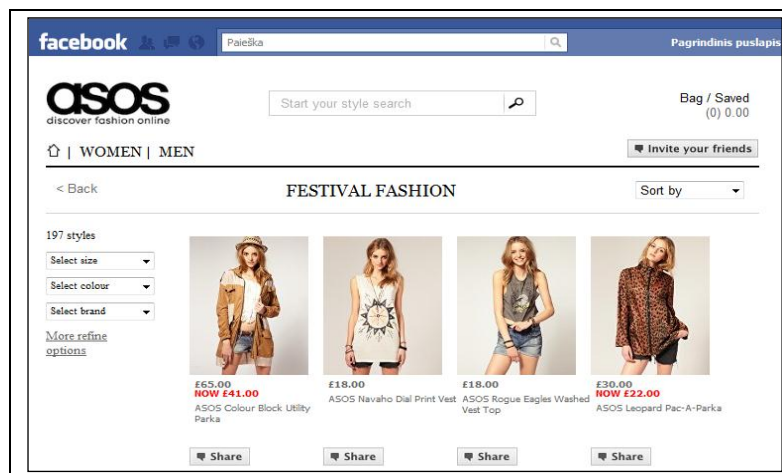 facebook
Paieška
Pagrindinis puslapis
asos
discover fashion online
Start your style search
Bag / Saved
(0) 0.00
| WOMEN | MEN
Invite your friends
< Back
FESTIVAL FASHION
Sort by
197 styles
Select size
Select colour
Select brand
More refine
options
£65.00
NOW £41.00
ASOS Colour Block Utility
Parka
Share
£18.00
ASOS Navaho Dial Print Vest
Share
£18.00
ASOS Rogue Eagles Washed
Vest Top
Share
£30.00
NOW £22.00
ASOS Leopard Pac-A-Parka
Share